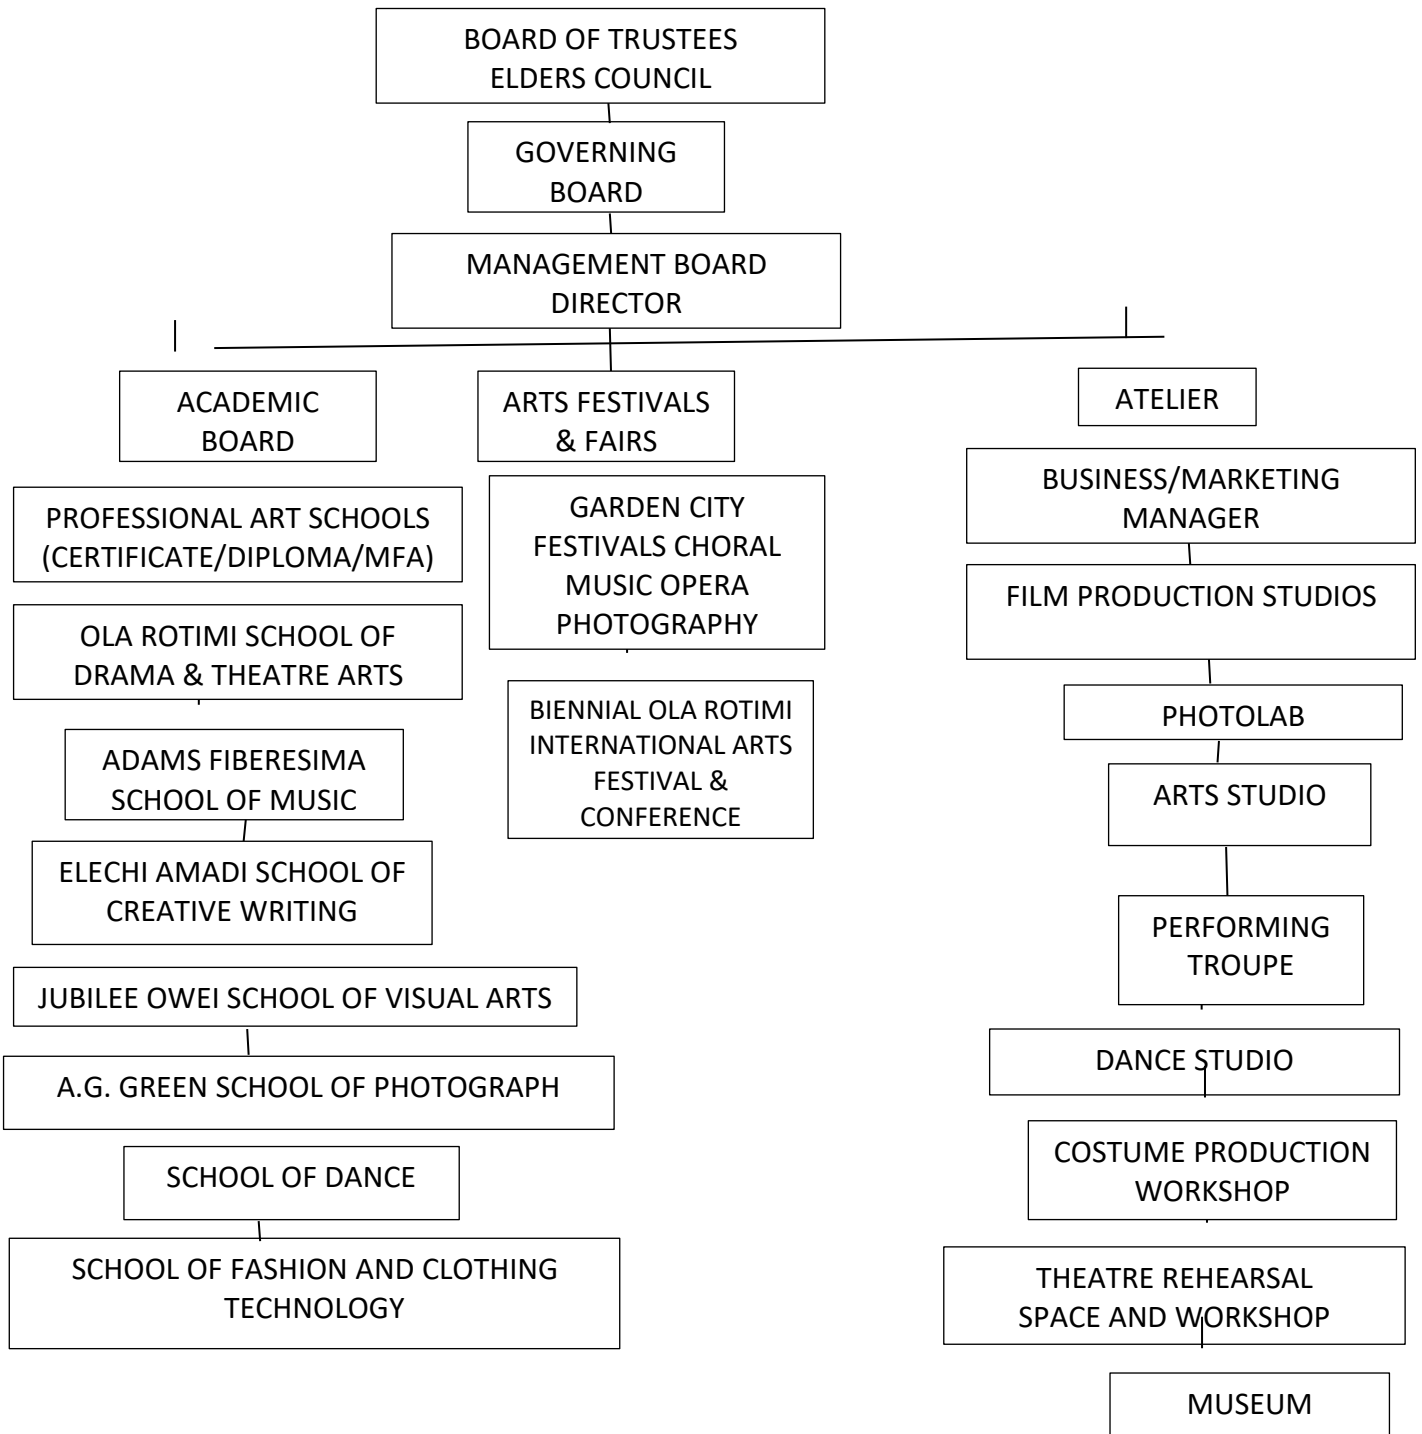 BOARD OF TRUSTEES
ELDERS COUNCIL
GOVERNING
BOARD
MANAGEMENT BOARD
DIRECTOR
ACADEMIC
BOARD
PROFESSIONAL ART SCHOOLS
(CERTIFICATE/DIPLOMA/MFA)
OLA ROTIMI SCHOOL OF
DRAMA & THEATRE ARTS
ADAMS FIBERESIMA
SCHOOL OF MUSIC
ELECHI AMADI SCHOOL OF
CREATIVE WRITING
JUBILEE OWEI SCHOOL OF VISUAL ARTS
A.G. GREEN SCHOOL OF PHOTOGRAPH
SCHOOL OF DANCE
SCHOOL OF FASHION AND CLOTHING
TECHNOLOGY
ARTS FESTIVALS
& FAIRS
GARDEN CITY
FESTIVALS CHORAL
MUSIC OPERA
PHOTOGRAPHY
BIENNIAL OLA ROTIMI
INTERNATIONAL ARTS
FESTIVAL &
CONFERENCE
ATELIER
BUSINESS/MARKETING
MANAGER
FILM PRODUCTION STUDIOS
PHOTOLAB
ARTS STUDIO
PERFORMING
TROUPE
DANCE STUDIO
COSTUME PRODUCTION
WORKSHOP
THEATRE REHEARSAL
SPACE AND WORKSHOP
MUSEUM